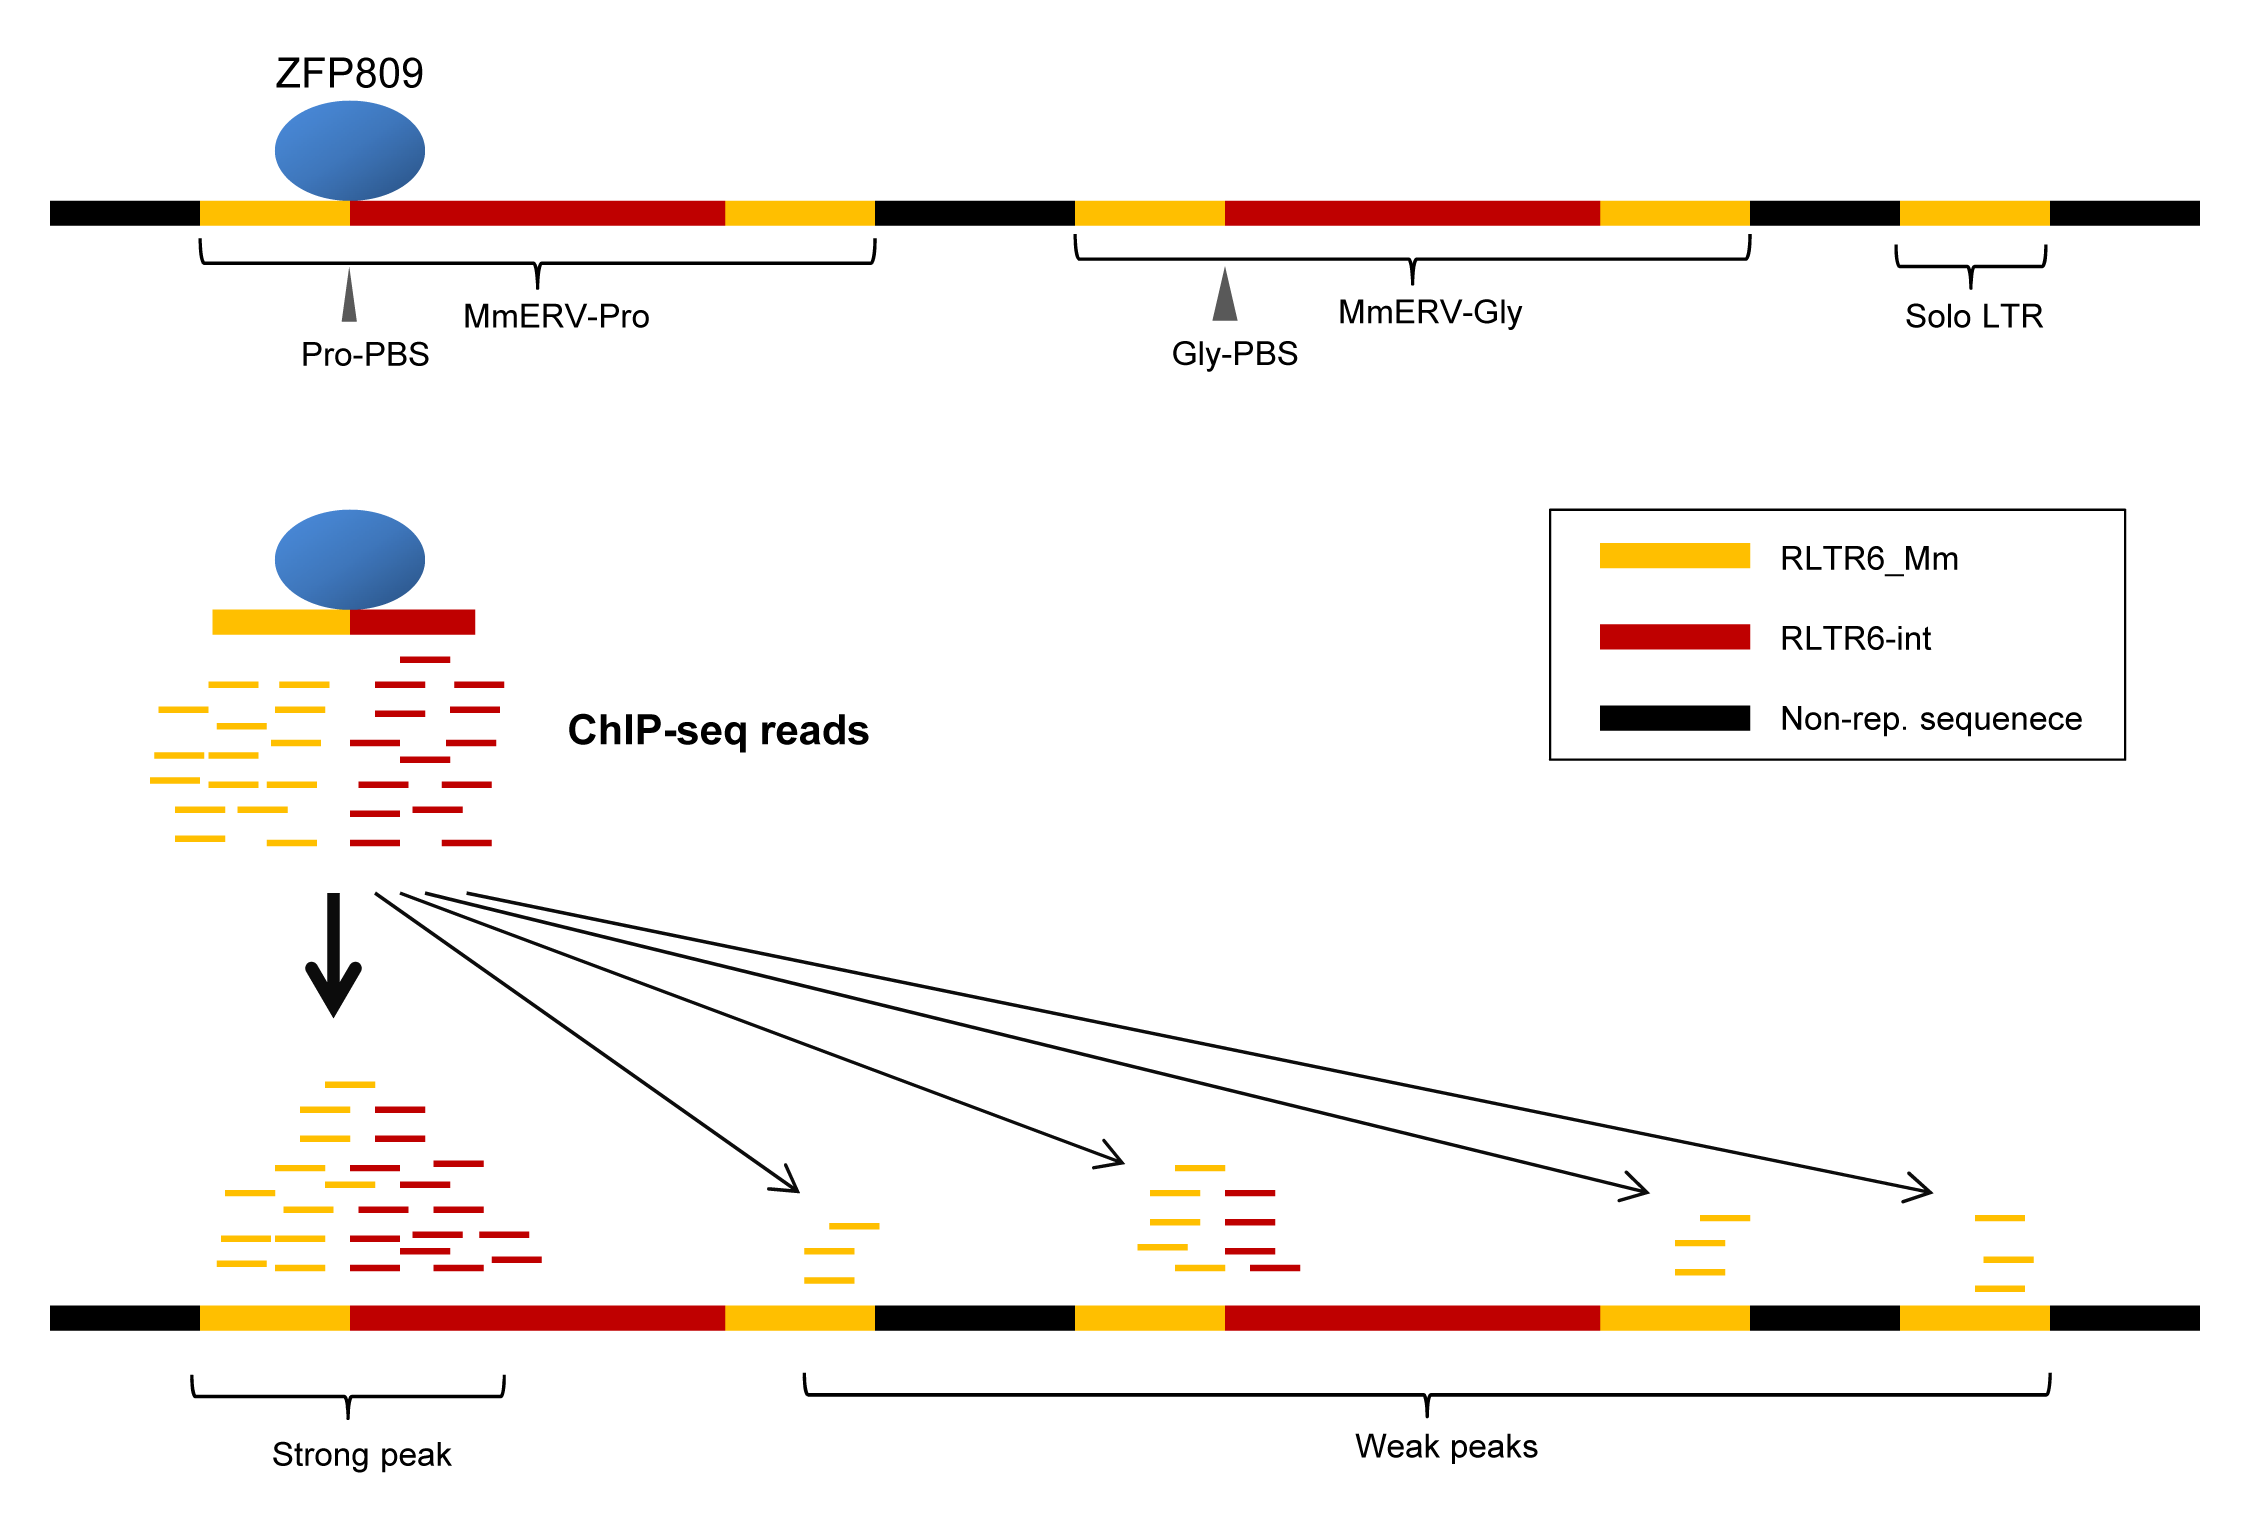 ZFP809
MmERV-Pro
MmERV-Gly
Solo LTR
Pro-PBS
Gly-PBS
RLTR6_Mm
RLTR6-int
Non-rep. sequenece
ChIP-seq reads
Strong peak
Weak peaks